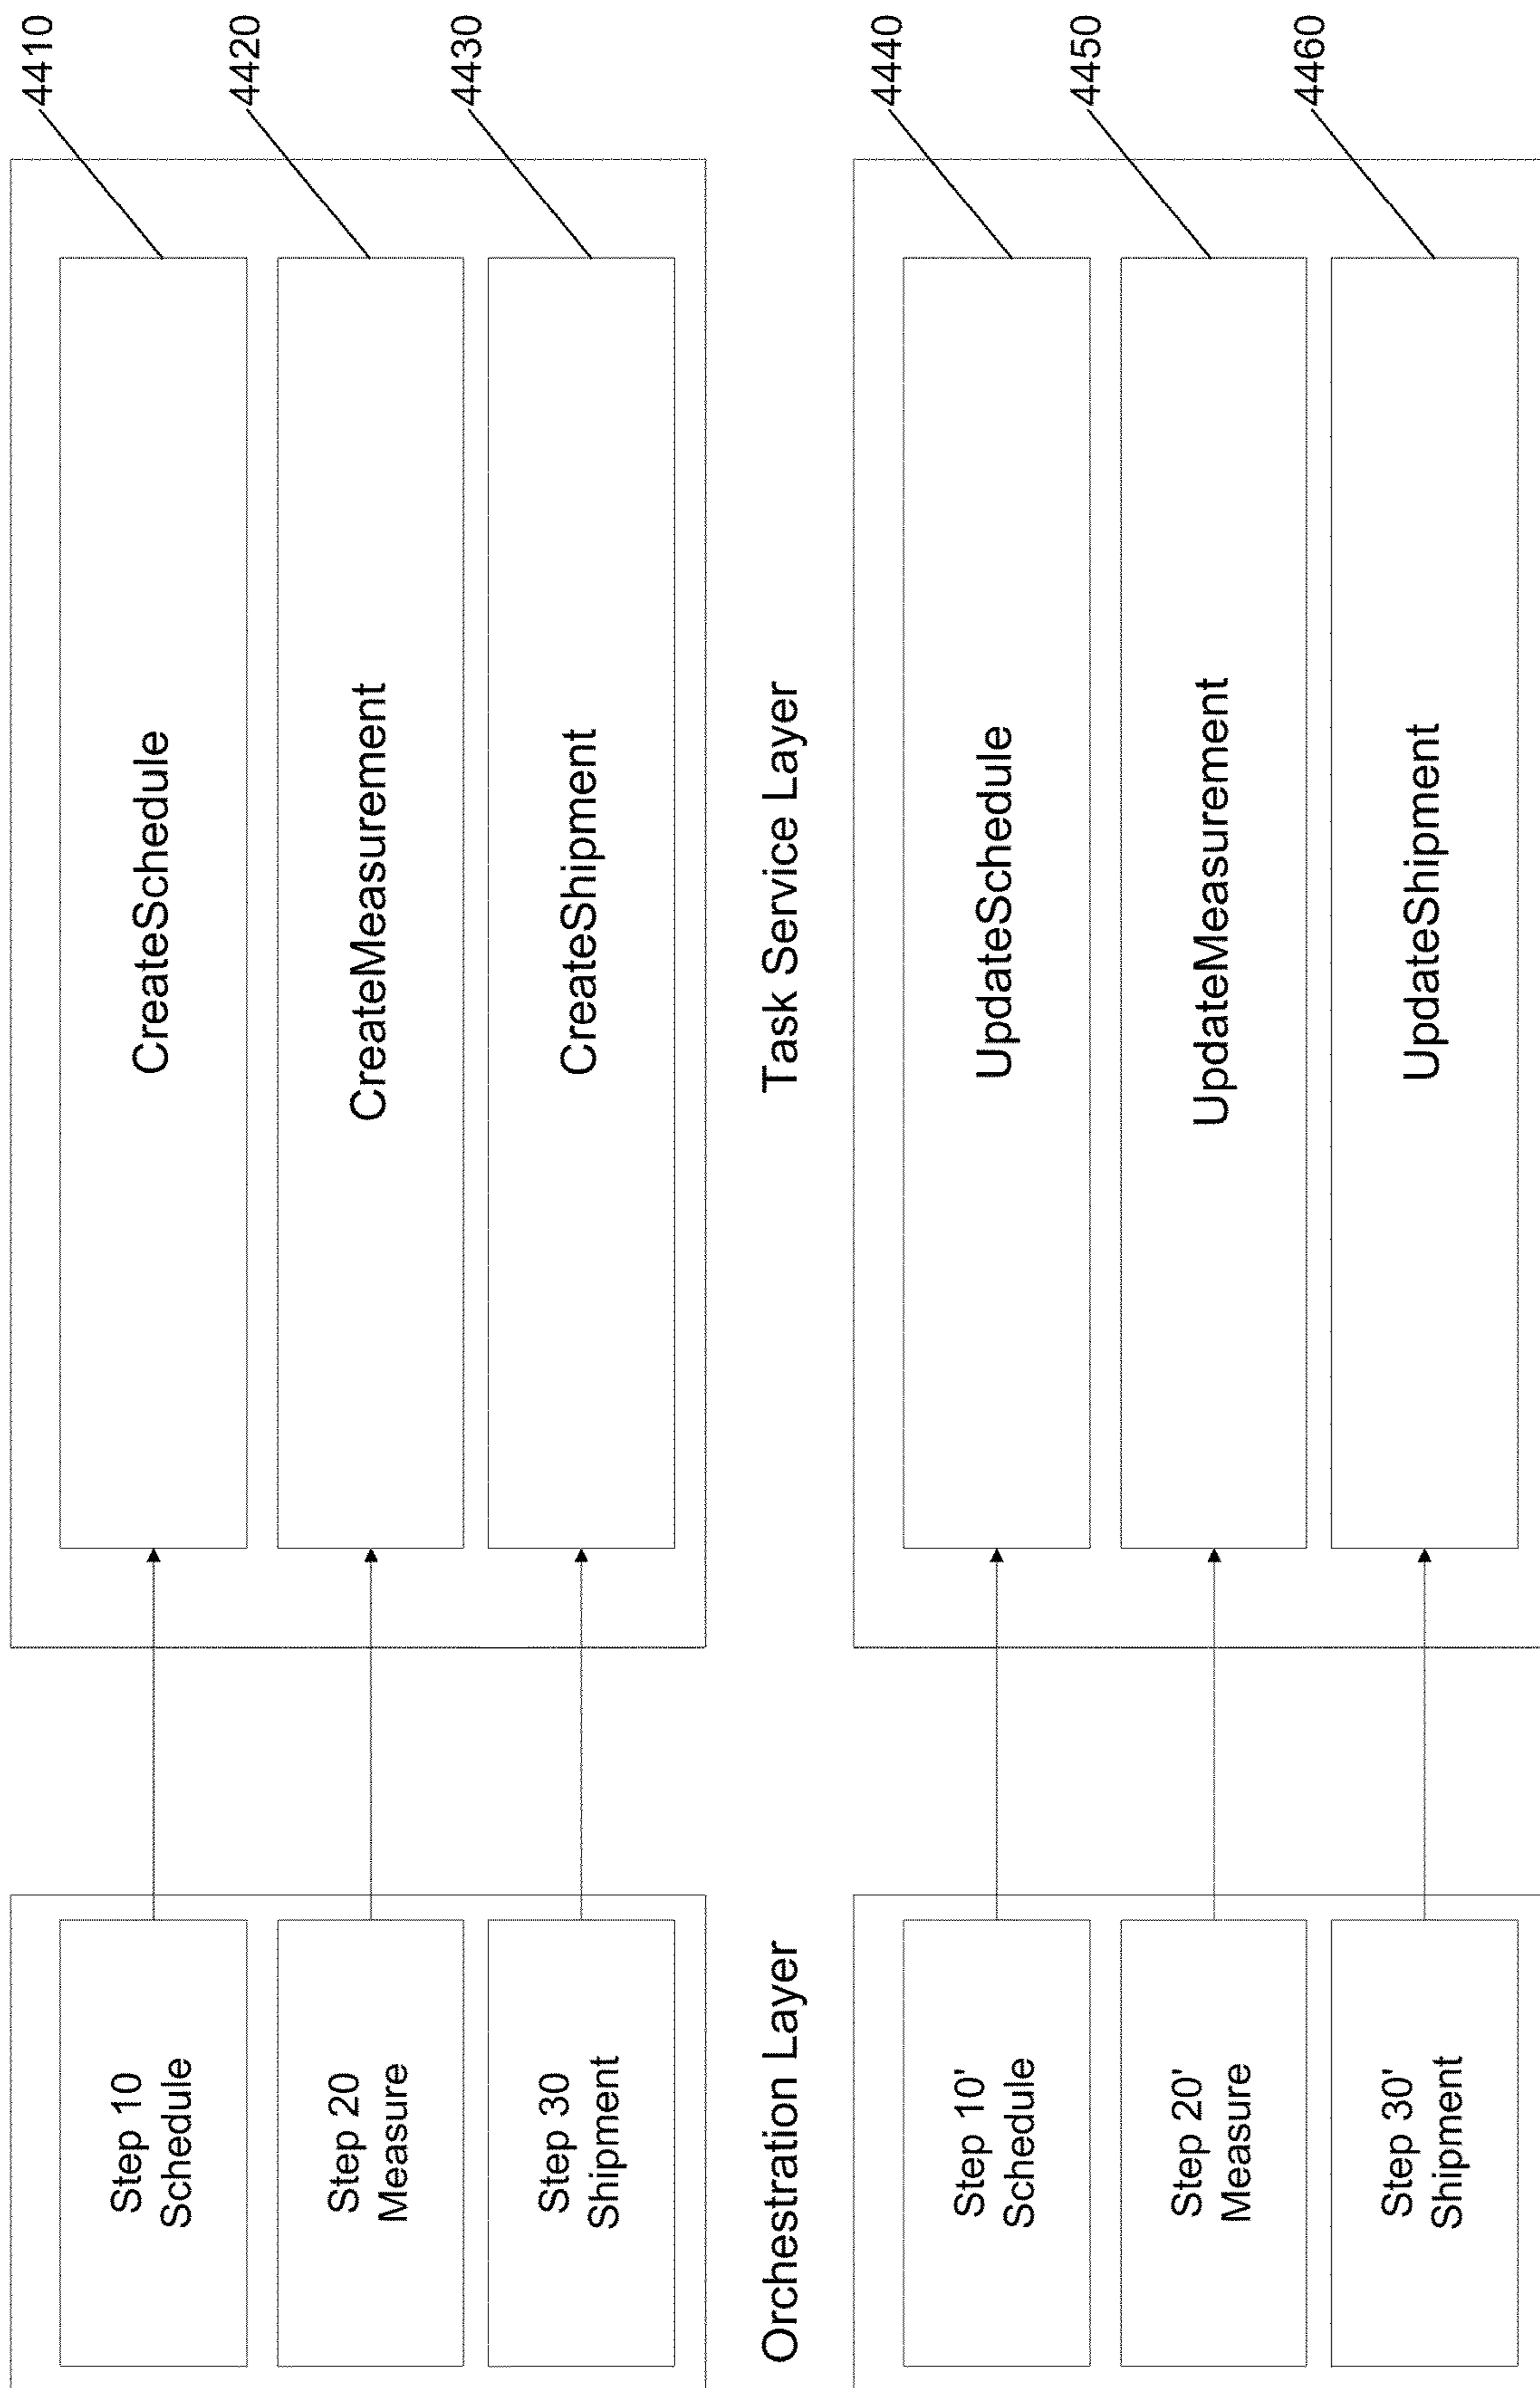 Step 10
Schedule
CreateSchedule
4410
Step 20
Measure
CreateMeasurement
4420
Step 30
Shipment
CreateShipment
4430
Orchestration Layer
Task Service Layer
Step 10'
Schedule
UpdateSchedule
4440
Step 20'
Measure
UpdateMeasurement
4450
Step 30'
Shipment
UpdateShipment
4460